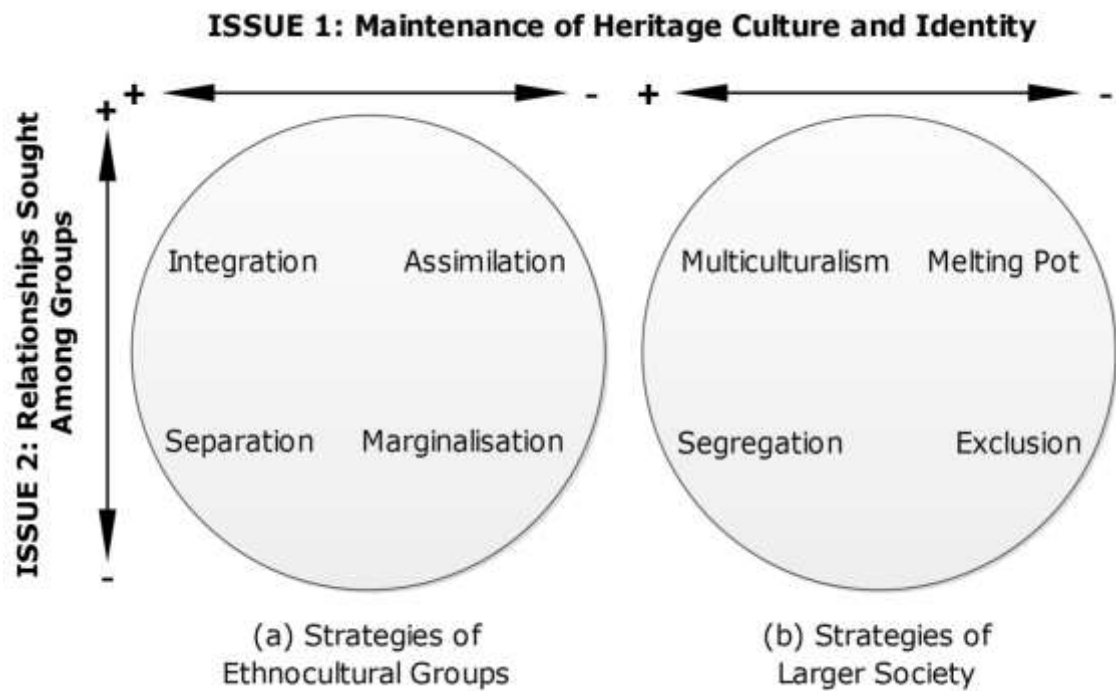 ISSUE 1: Maintenance of Heritage Culture and Identity
+ - + -
+
ISSUE 2: Relationships Sought
Among Groups
-
Integration Assimilation
Separation Marginalisation
Multiculturalism Melting Pot
Segregation Exclusion
(a) Strategies of
Ethnocultural Groups
(b) Strategies of
Larger Society